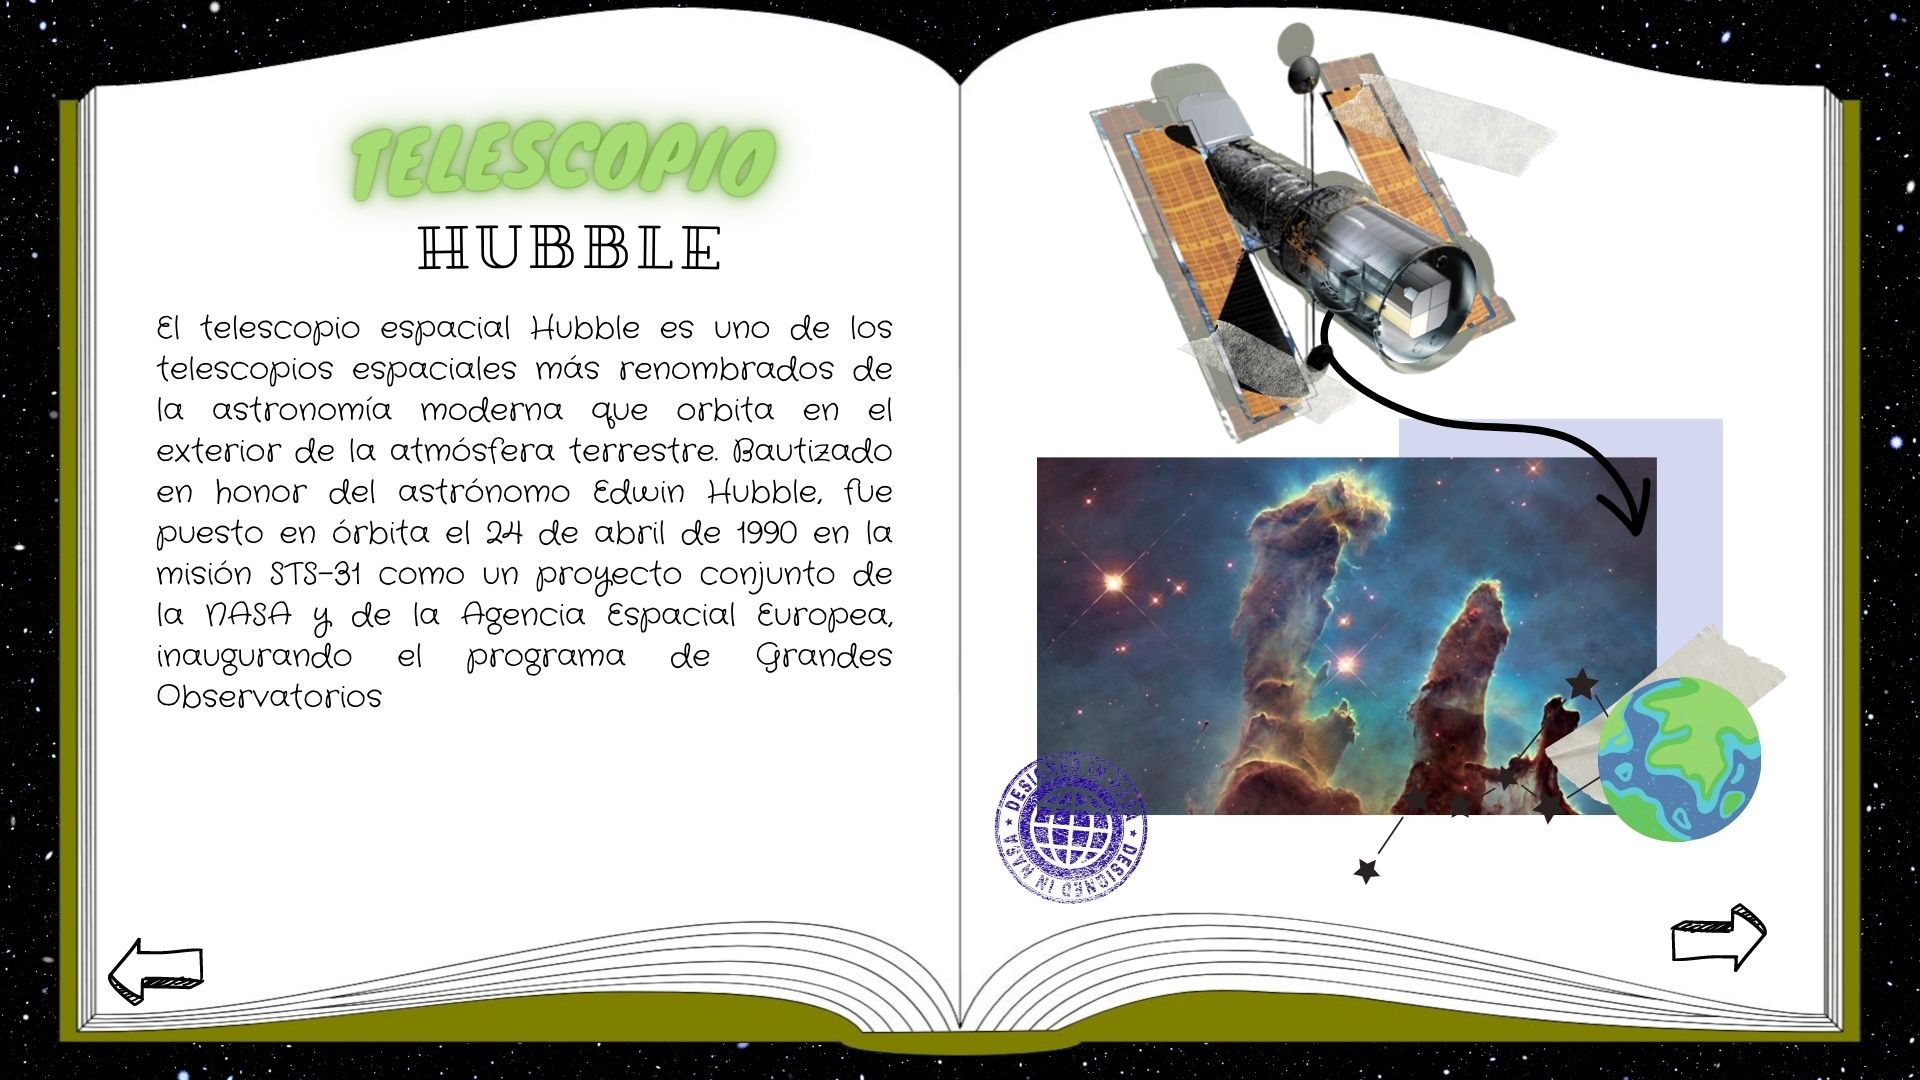 TELESCOPIO
HUBBLE
El telescopio espacial Hubble es uno de los
telescopios espaciales más renombrados de
la astronomía moderna que orbita en el
exterior de la atmósfera terrestre. Bautizado
en honor del astrónomo Edwin Hubble, fue
puesto en órbita el 24 de abril de 1990 en la
misión STS-31 como un proyecto conjunto de
la NASA y de la Agencia Espacial Europea,
inaugurando el programa de Grandes
Observatorios
DESIGNED IN NASA
DESIGNED IN NASA